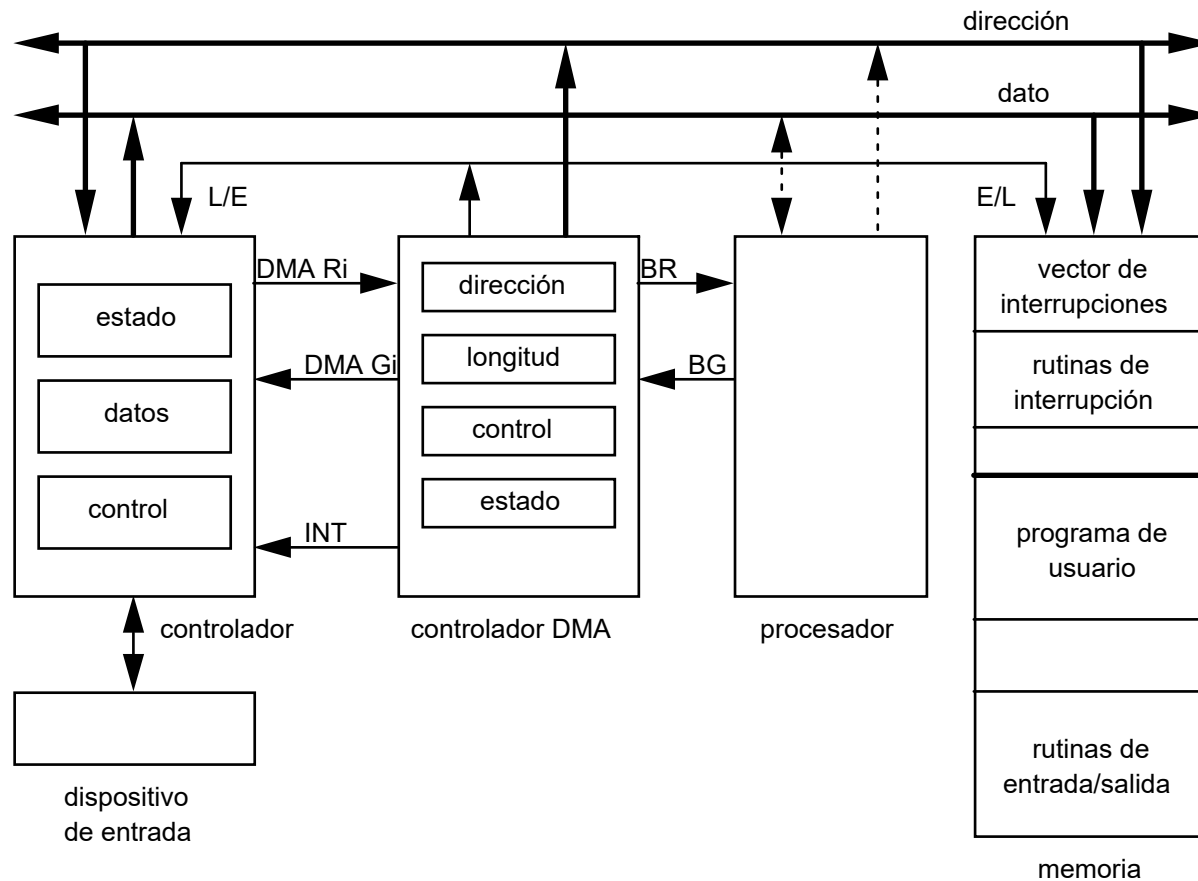 dirección
dato
L/E
E/L
DMA Ri
BR
DMA Gi
BG
INT
estado
datos
control
dirección
longitud
control
estado
vector de
interrupciones
rutinas de
interrupción
programa de
usuario
rutinas de
entrada/salida
controlador
controlador DMA
procesador
dispositivo
de entrada
memoria